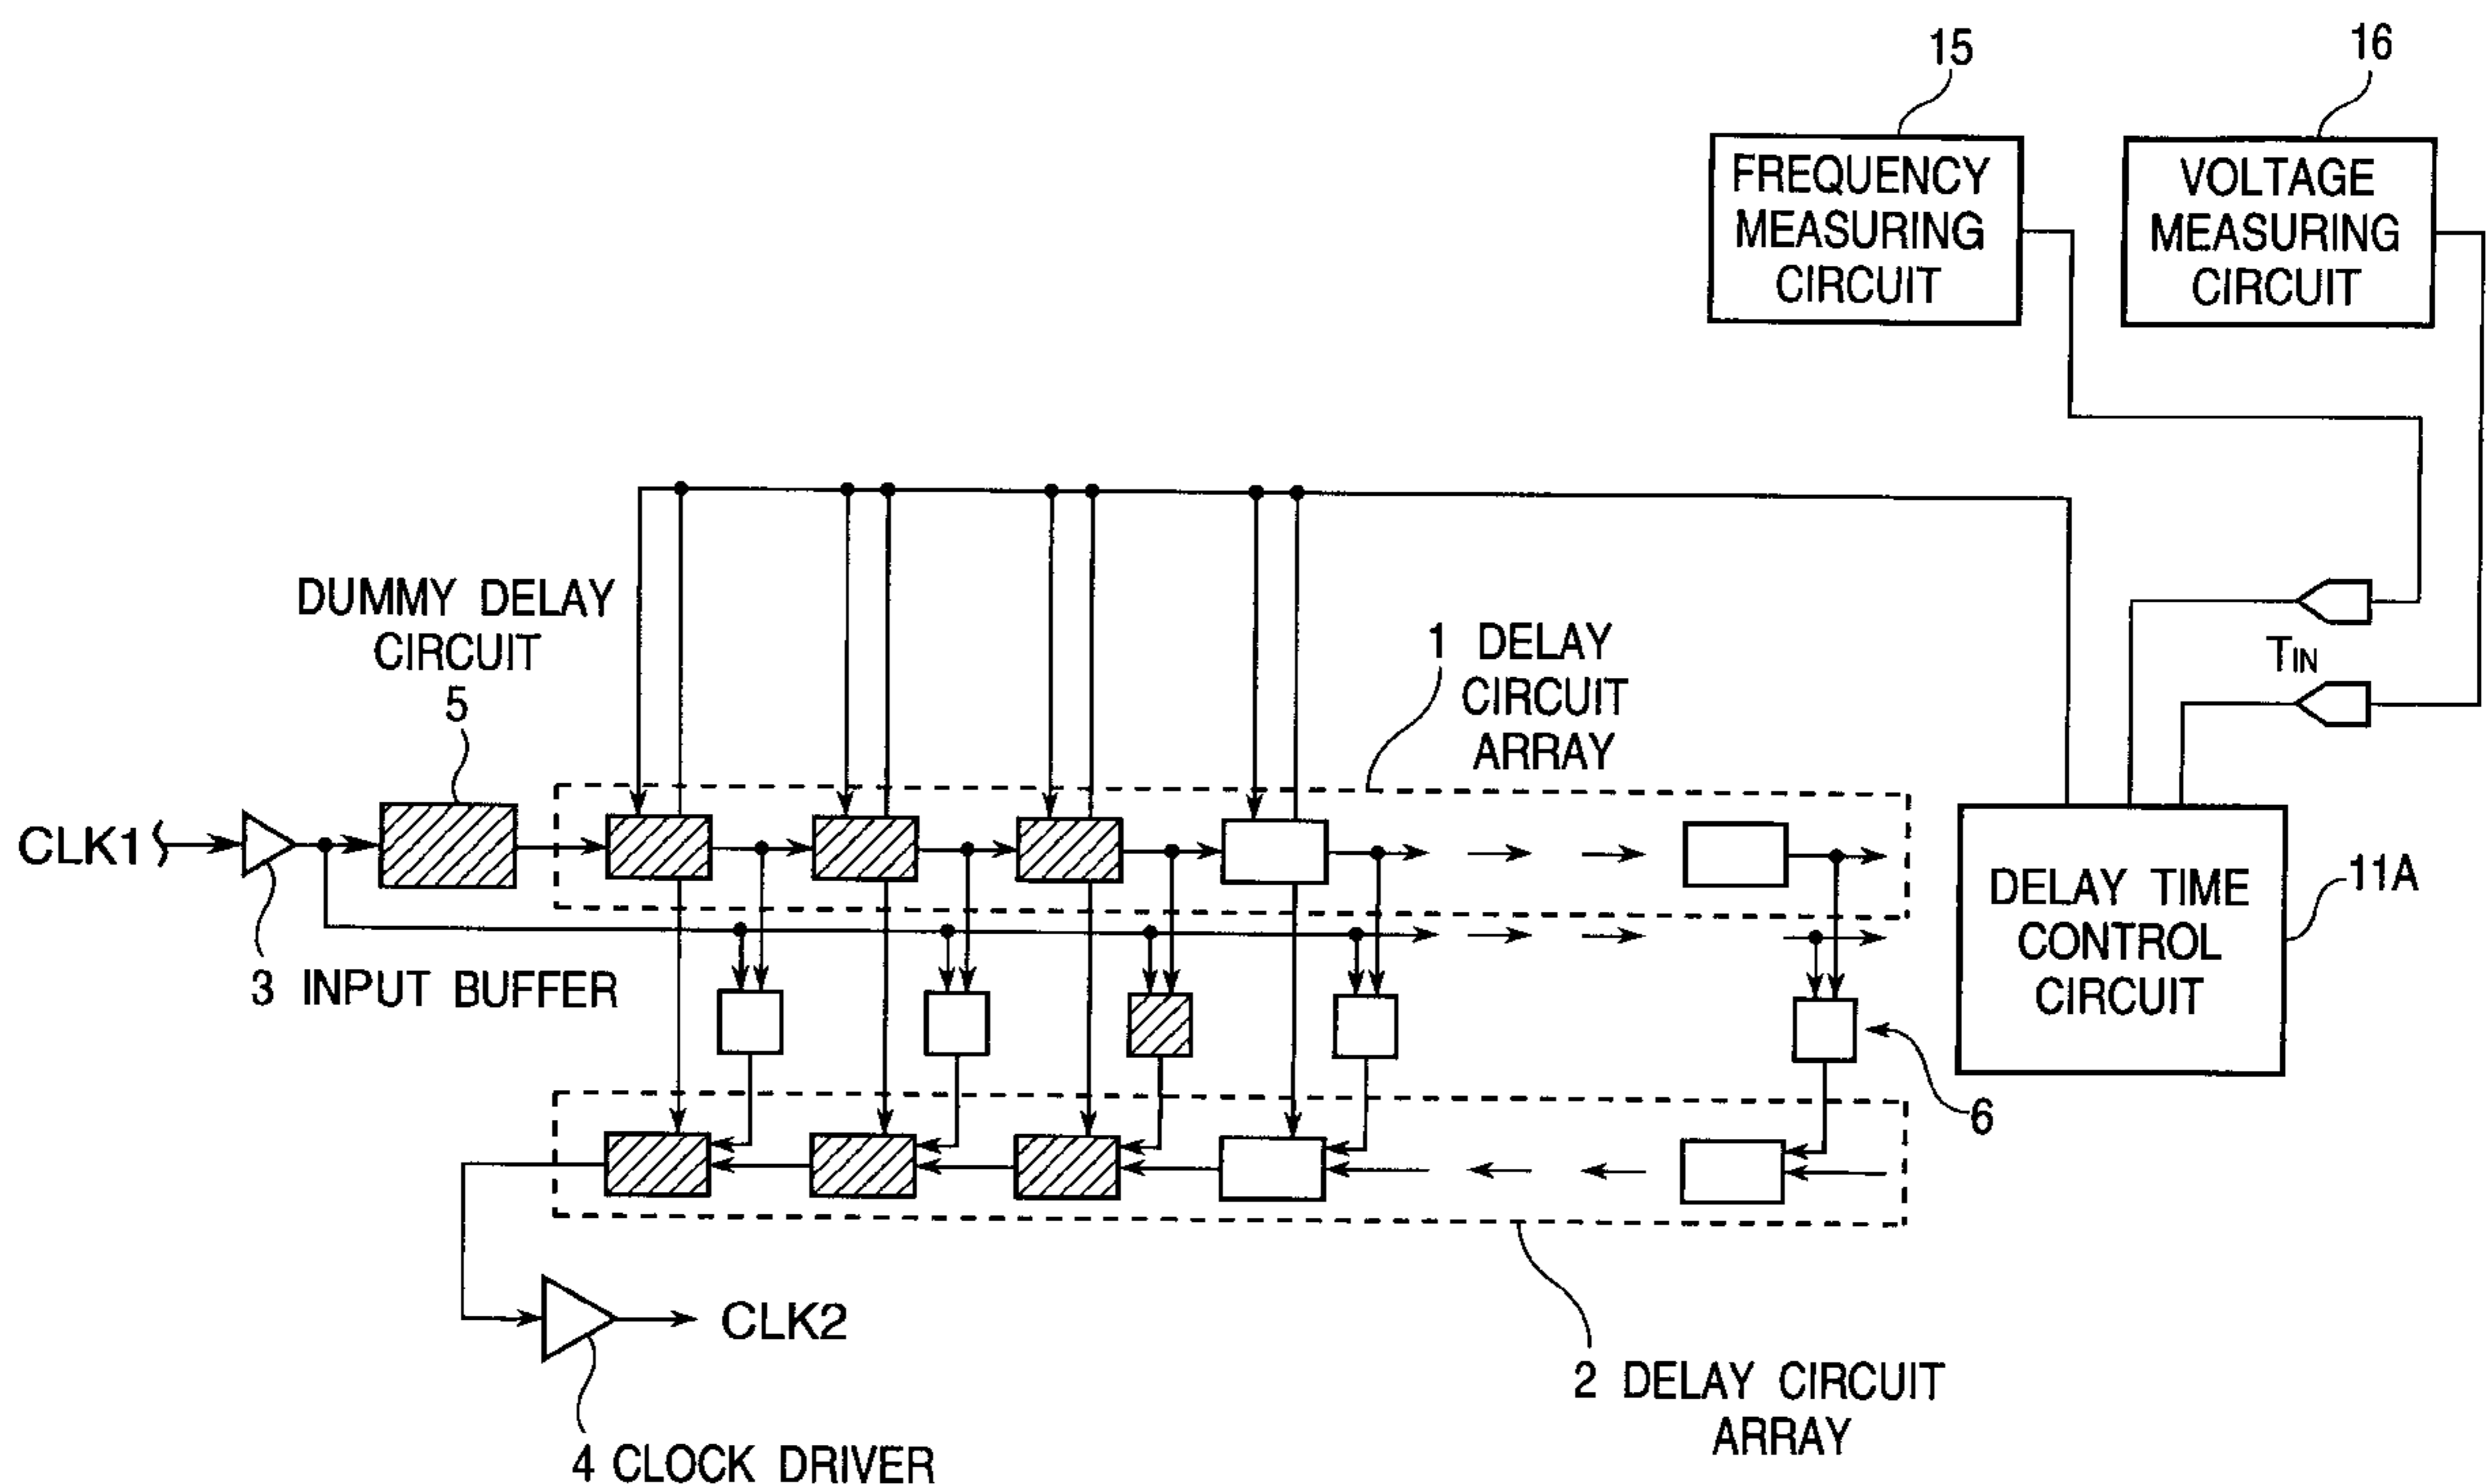 15
16
FREQUENCY
MEASURING
CIRCUIT
VOLTAGE
MEASURING
CIRCUIT
DUMMY DELAY
CIRCUIT
5
1 DELAY
CIRCUIT
ARRAY
TIN
CLK1
DELAY TIME
CONTROL
CIRCUIT
11A
3 INPUT BUFFER
6
CLK2
2 DELAY CIRCUIT
ARRAY
4 CLOCK DRIVER